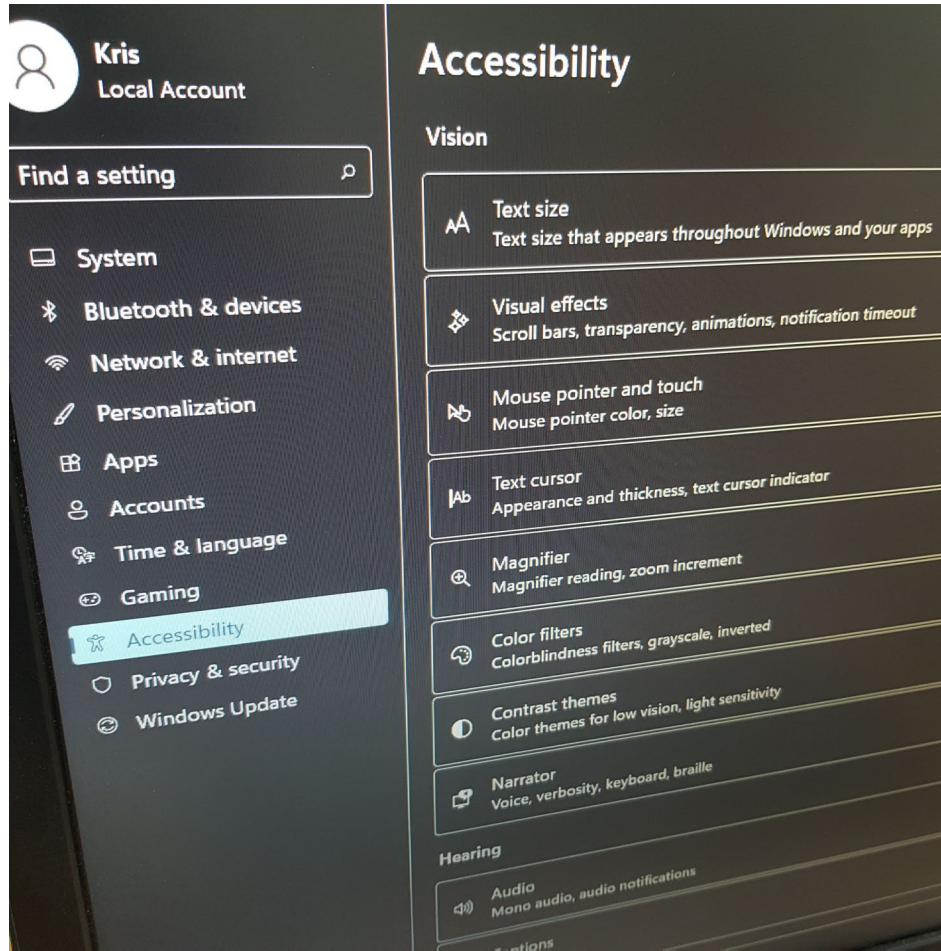 Kris
Local Account
Find a setting
System
Bluetooth & devices
Network & internet
Personalization
Apps
Accounts
Time & language
Gaming
Accessibility
Privacy & security
Windows Update
Accessibility
Vision
Text size
Text size that appears throughout Windows and your apps
Visual effects
Scroll bars, transparency, animations, notification timeout
Mouse pointer and touch
Mouse pointer color, size
Text cursor
Appearance and thickness, text cursor indicator
Magnifier
Magnifier reading, zoom increment
Color filters
Colorblindness filters, grayscale, inverted
Contrast themes
Color themes for low vision, light sensitivity
Narrator
Voice, verbosity, keyboard, braille
Hearing
Audio
Mono audio, audio notifications